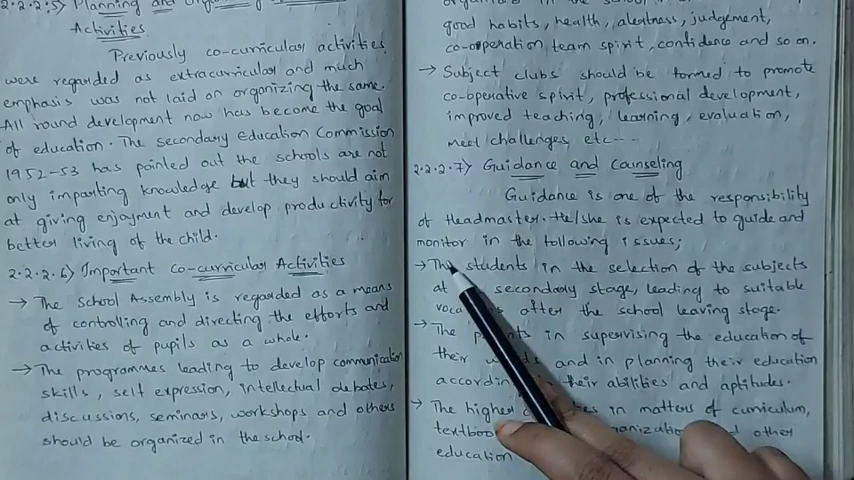 2.2.2.5) Planning and
Activities
Previously co-curricular activities
were regarded as extracurricular and much
emphasis was not laid on organizing the same.
All round development now has become the goal
of education. The secondary Education Commission
1952-53 has pointed out the schools are not
only imparting knowledge but they should aim
at giving enjoyment and develop productivity for
better living of the child.
2.2.2.6) Important Co-curricular Activities
→ The School Assembly is regarded as a means
of controlling and directing the efforts and
activities of pupils as a whole.
→ The programmes leading to develop communication
skills, self expression, intellectual debates,
discussions, seminars, workshops and others
should be organized in the school.
in the school
good habits, health, alertness, judgement,
co-operation team spirit, confidence and so on.
→ Subject clubs should be formed to promote
co-operative spirit, professional development,
improved teaching, learning, evaluation,
meet challenges, etc---
2.2.2.7) Guidance and Counseling
Guidance is one of the responsibility
of Headmaster. He/she is expected to guide and
monitor in the following issues;
→ The students in the selection of the subjects
at secondary stage, leading to suitable
after the school leaving stage.
→ The in supervising the education of
their and in planning their education
their abilities and aptitudes.
→ The higher in matters of curriculum,
other
education